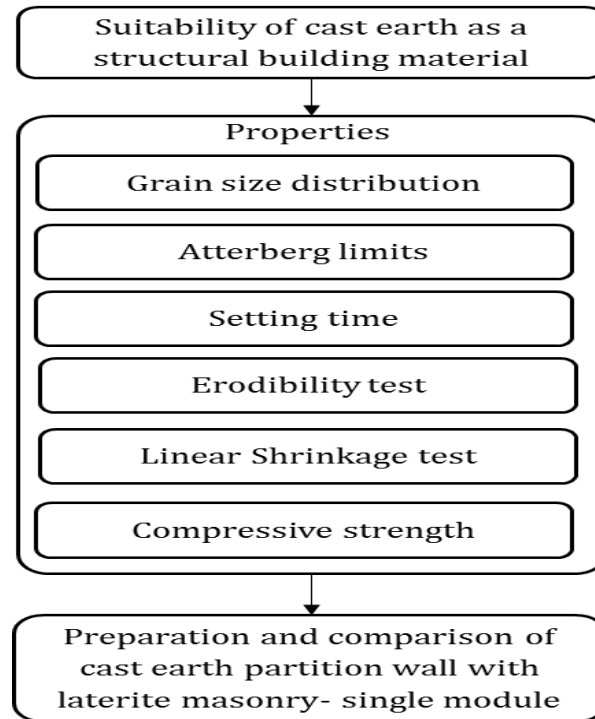 Suitability of cast earth as a
structural building material
Properties
Grain size distribution
Atterberg limits
Setting time
Erodibility test
Linear Shrinkage test
Compressive strength
Preparation and comparison of
cast earth partition wall with
laterite masonry- single module